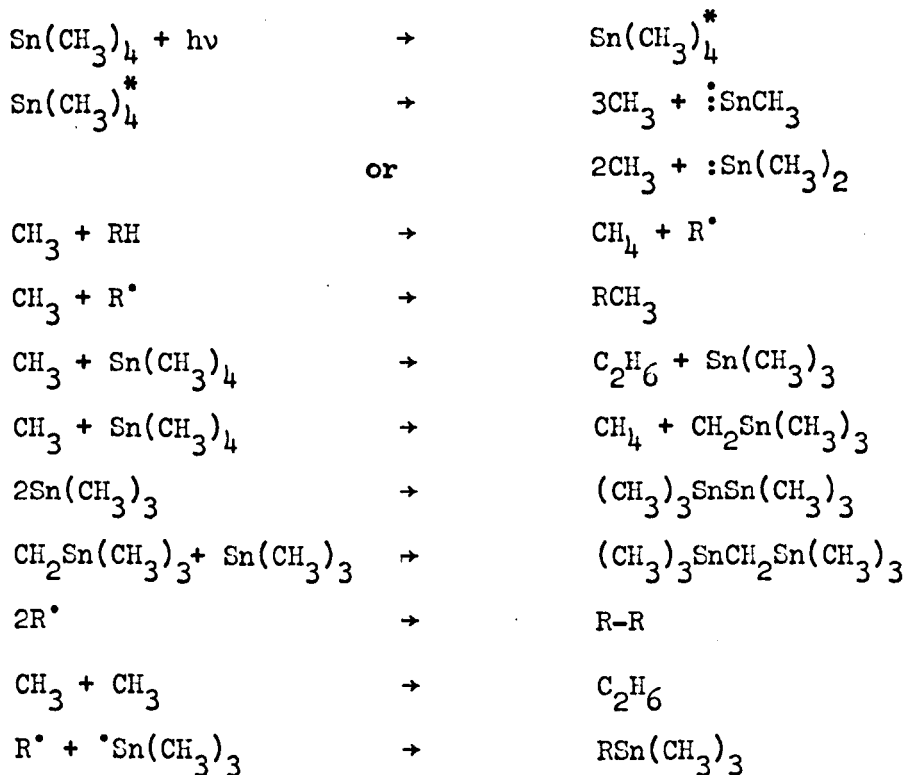 Sn(CH₃)₄ + hν → Sn(CH₃)₄*
Sn(CH₃)₄* → 3CH₃ + :ṠnCH₃
or 2CH₃ + :Sn(CH₃)₂
CH₃ + RH → CH₄ + R•
CH₃ + R• → RCH₃
CH₃ + Sn(CH₃)₄ → C₂H₆ + Sn(CH₃)₃
CH₃ + Sn(CH₃)₄ → CH₄ + CH₂Sn(CH₃)₃
2Sn(CH₃)₃ → (CH₃)₃SnSn(CH₃)₃
CH₂Sn(CH₃)₃+ Sn(CH₃)₃ → (CH₃)₃SnCH₂Sn(CH₃)₃
2R• → R-R
CH₃ + CH₃ → C₂H₆
R• + •Sn(CH₃)₃ → RSn(CH₃)₃